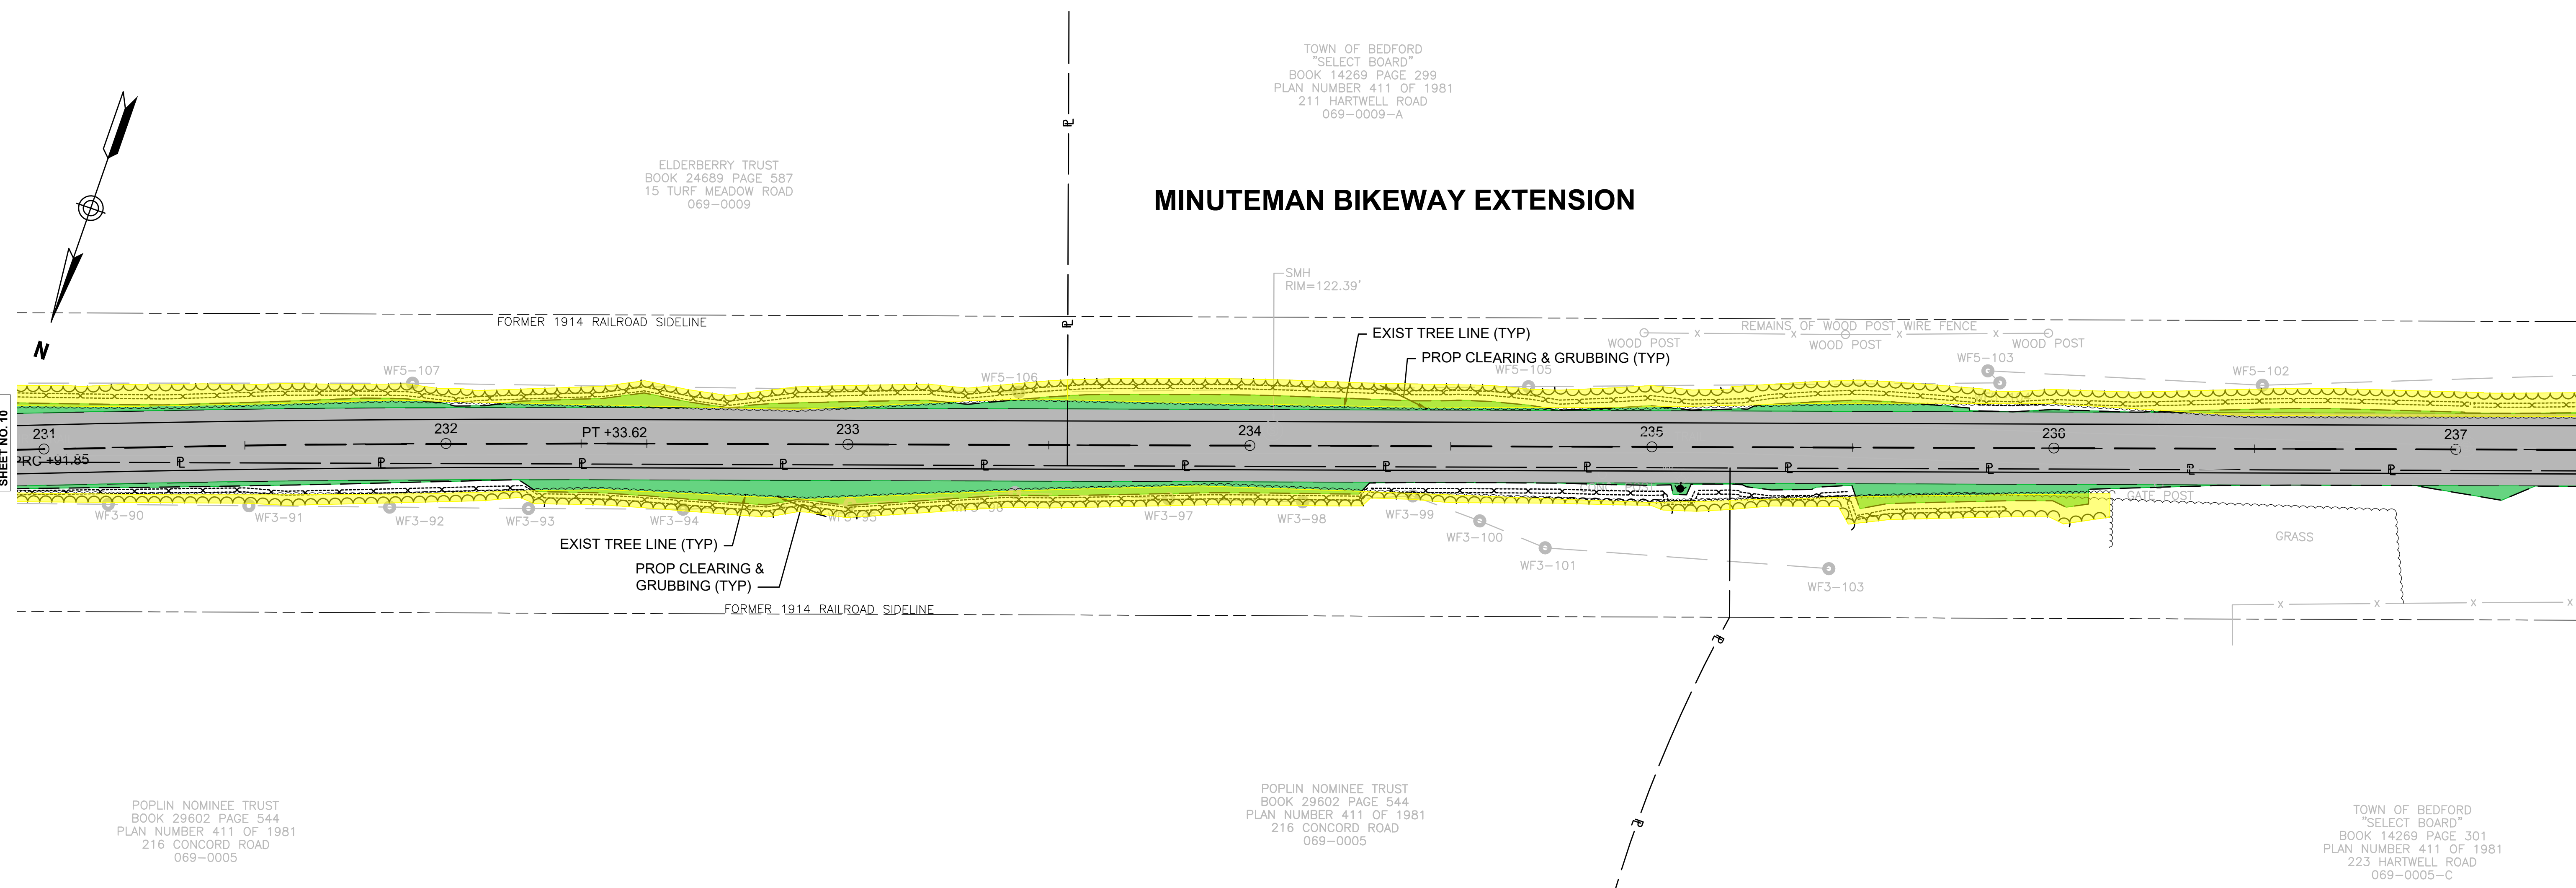 TOWN OF BEDFORD
"SELECT BOARD"
BOOK 14269 PAGE 299
PLAN NUMBER 411 OF 1981
211 HARTWELL ROAD
069-0009-A
ELDERBERRY TRUST
BOOK 24689 PAGE 587
15 TURF MEADOW ROAD
069-0009
MINUTEMAN BIKEWAY EXTENSION
SMH
RIM=122.39'
N
FORMER 1914 RAILROAD SIDELINE
EXIST TREE LINE (TYP)
PROP CLEARING & GRUBBING (TYP)
REMAINS OF WOOD POST WIRE FENCE
WOOD POST
WOOD POST
WOOD POST
WF5-107
WF5-106
WF5-105
WF5-103
WF5-102
SHEET NO. 10
231
232
PT +33.62
233
234
235
236
237
PRC +91.85
WF3-90
WF3-91
WF3-92
WF3-93
WF3-94
WF3-97
WF3-98
WF3-99
WF3-100
WF3-101
WF3-103
GATE POST
GRASS
EXIST TREE LINE (TYP)
PROP CLEARING &
GRUBBING (TYP)
FORMER 1914 RAILROAD SIDELINE
POPLIN NOMINEE TRUST
BOOK 29602 PAGE 544
PLAN NUMBER 411 OF 1981
216 CONCORD ROAD
069-0005
POPLIN NOMINEE TRUST
BOOK 29602 PAGE 544
PLAN NUMBER 411 OF 1981
216 CONCORD ROAD
069-0005
TOWN OF BEDFORD
"SELECT BOARD"
BOOK 14269 PAGE 301
PLAN NUMBER 411 OF 1981
223 HARTWELL ROAD
069-0005-C